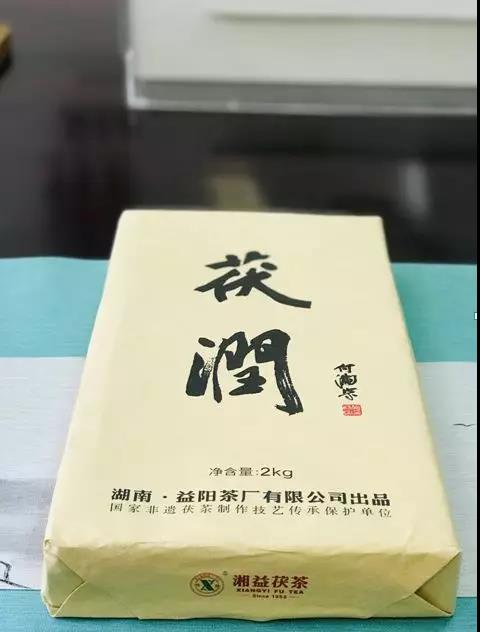 茯
潤
净含量:2kg
湖南·益阳茶厂有限公司出品
国家非遗茯茶制作技艺传承保护单位
湘益茯茶
XIANGYI FU TEA
Since 1958